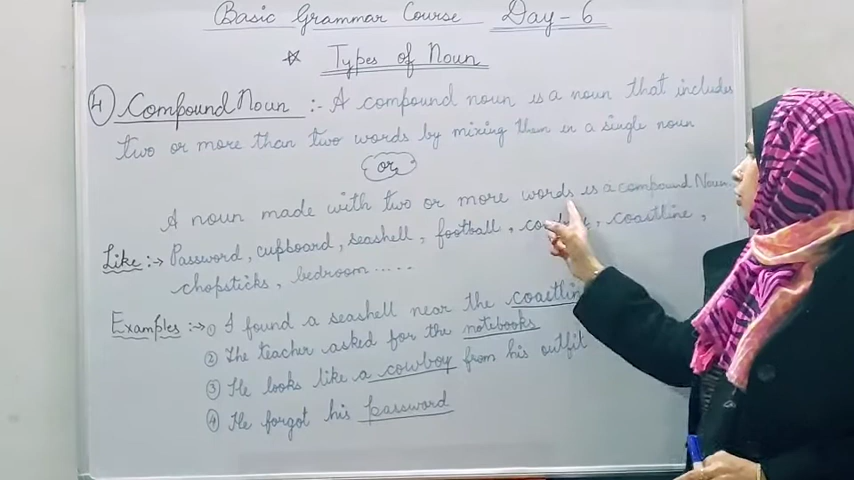 Basic Grammar Course Day - 6
☆ Types of Noun
4 Compound Noun :- A compound noun is a noun that includes
two or more than two words by mixing them in a single noun
or
A noun made with two or more words is a compound Noun
Like :-> Password, cupboard, seashell, football, , coastline,
chopsticks, bedroom .....
Examples :-> ① I found a seashell near the
② The teacher asked for the notebooks
③ He looks like a cowboy from his outfit
④ He forgot his password